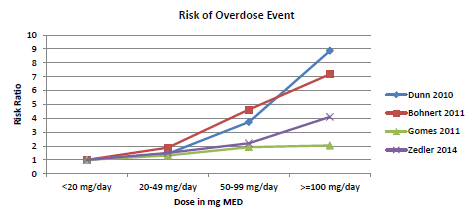 Risk of Overdose Event
10
9
8
7
6
5
4
3
2
1
0
Risk Ratio
<20 mg/day
20-49 mg/day
50-99 mg/day
>=100 mg/day
Dose in mg MED
Dunn 2010
Bohnert 2011
Gomes 2011
Zedler 2014